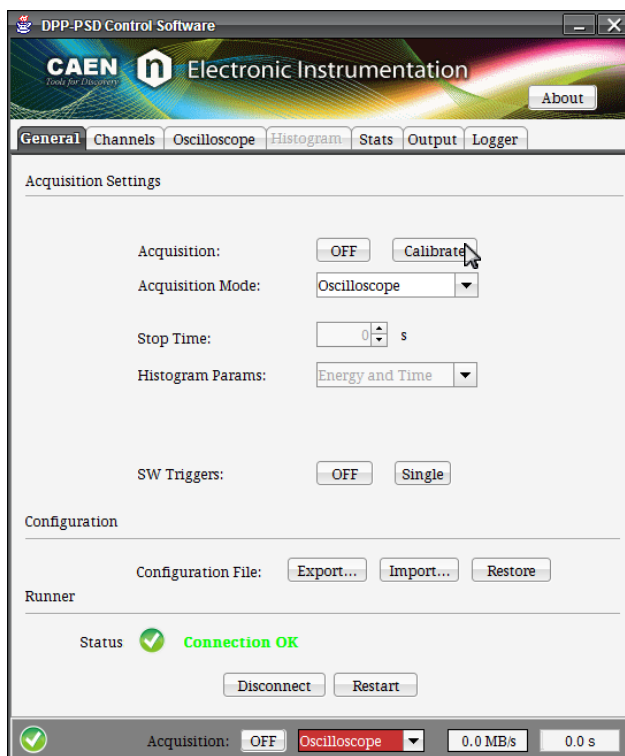 DPP-PSD Control Software
CAEN n Electronic Instrumentation
Tools for Discovery
About
General Channels Oscilloscope Histogram Stats Output Logger
Acquisition Settings
Acquisition: OFF Calibrate
Acquisition Mode: Oscilloscope
Stop Time: 0 s
Histogram Params: Energy and Time
SW Triggers: OFF Single
Configuration
Configuration File: Export... Import... Restore
Runner
Status Connection OK
Disconnect Restart
Acquisition: OFF Oscilloscope 0.0 MB/s 0.0 s